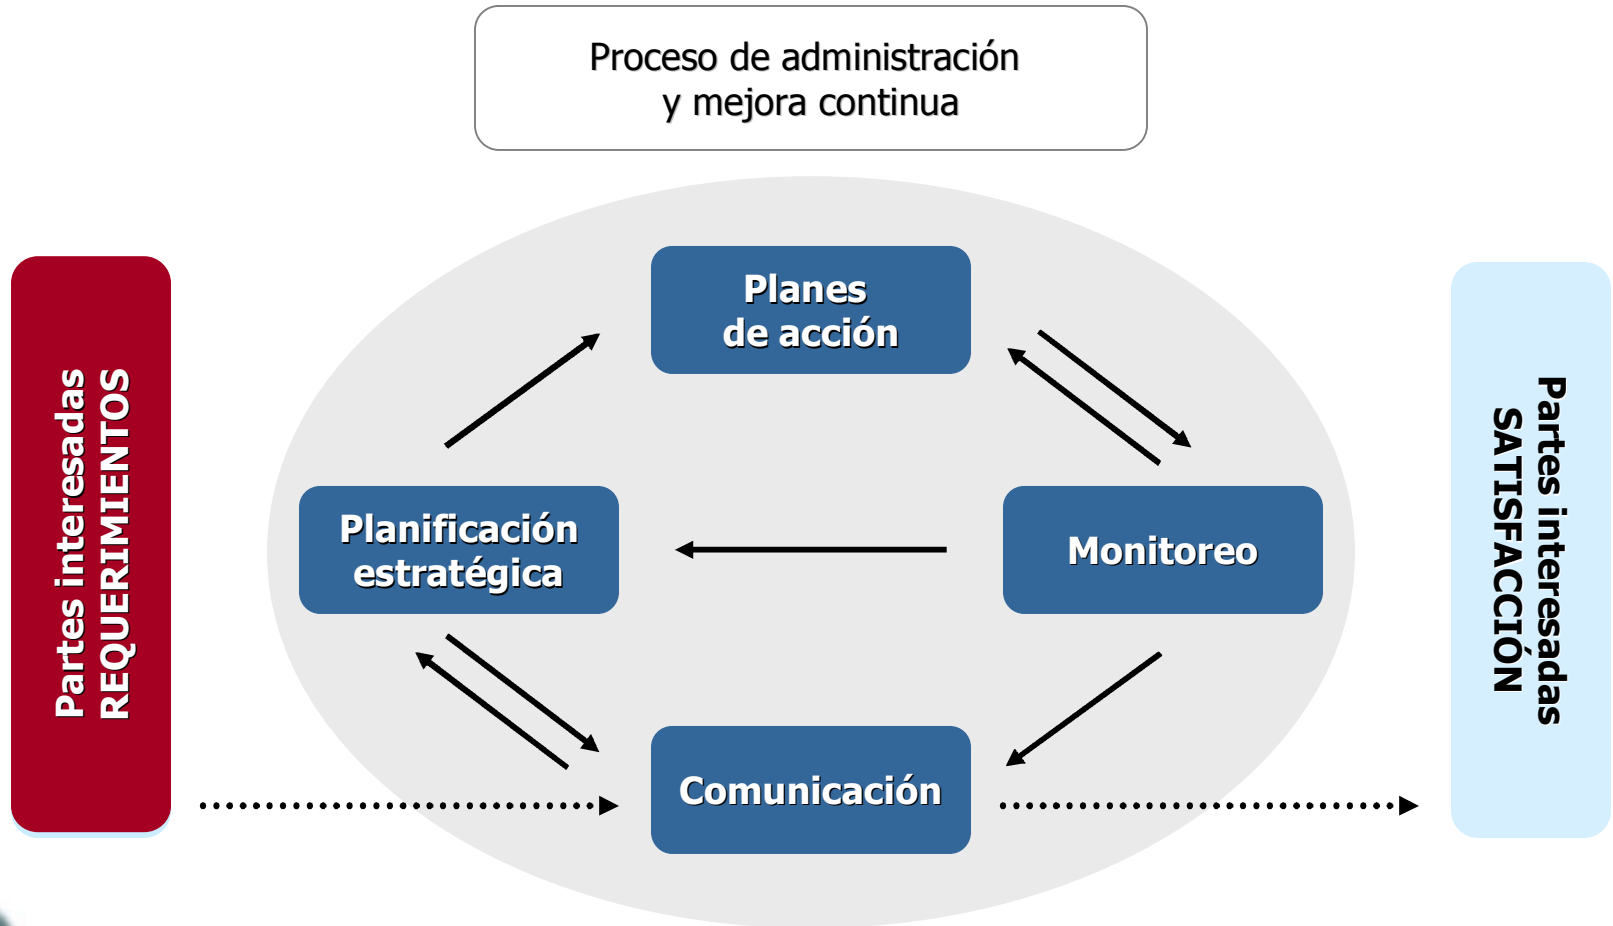 Proceso de administración
y mejora continua
Planes
de acción
Partes interesadas
REQUERIMIENTOS
Planificación
estratégica
Monitoreo
Partes interesadas
SATISFACCIÓN
Comunicación